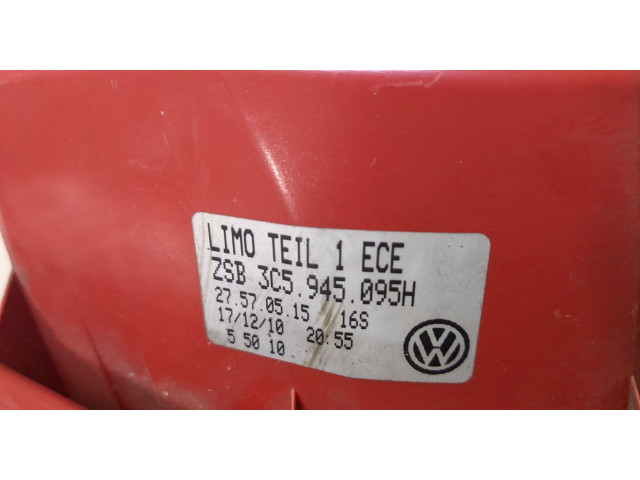 LIMO TEIL 1 ECE
ZSB 3C5.945.095H
27.57.05.15 16S
17/12/10 20:55
5 50 10
VW